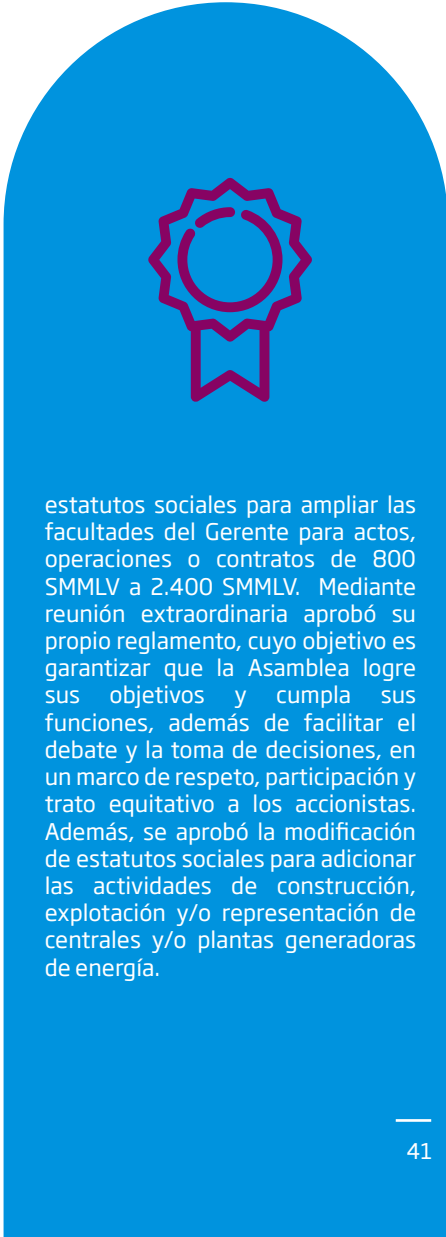 estatutos sociales para ampliar las
facultades del Gerente para actos,
operaciones o contratos de 800
SMMLV a 2.400 SMMLV. Mediante
reunión extraordinaria aprobó su
propio reglamento, cuyo objetivo es
garantizar que la Asamblea logre
sus objetivos y cumpla sus
funciones, además de facilitar el
debate y la toma de decisiones, en
un marco de respeto, participación y
trato equitativo a los accionistas.
Además, se aprobó la modificación
de estatutos sociales para adicionar
las actividades de construcción,
explotación y/o representación de
centrales y/o plantas generadoras
de energía.
41